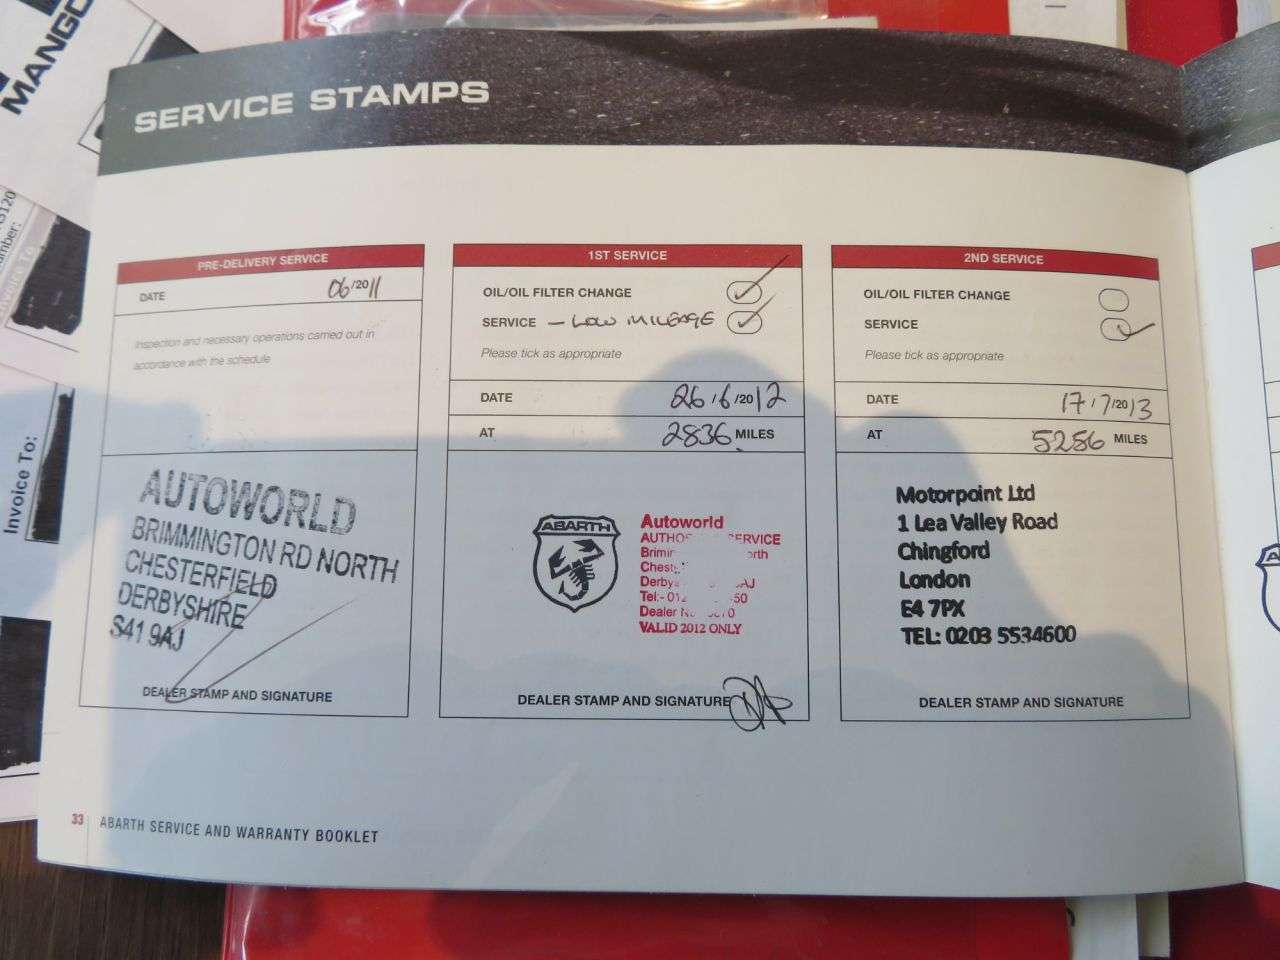 MANGO
Invoice To:
SERVICE STAMPS
PRE-DELIVERY SERVICE
DATE 06/2011
Inspection and necessary operations carried out in
accordance with the schedule
AUTOWORLD
BRIMMINGTON RD NORTH
CHESTERFIELD
DERBYSHIRE
S41 9AJ
DEALER STAMP AND SIGNATURE
1ST SERVICE
OIL/OIL FILTER CHANGE
SERVICE - LOW MILEAGE
Please tick as appropriate
DATE 26/6/2012
AT 2836 MILES
ABARTH
Autoworld
SERVICE
VALID 2012 ONLY
DEALER STAMP AND SIGNATURE
2ND SERVICE
OIL/OIL FILTER CHANGE
SERVICE
Please tick as appropriate
DATE 17/7/2013
AT 5286 MILES
Motorpoint Ltd
1 Lea Valley Road
Chingford
London
E4 7PX
TEL: 0203 5534600
DEALER STAMP AND SIGNATURE
33 ABARTH SERVICE AND WARRANTY BOOKLET